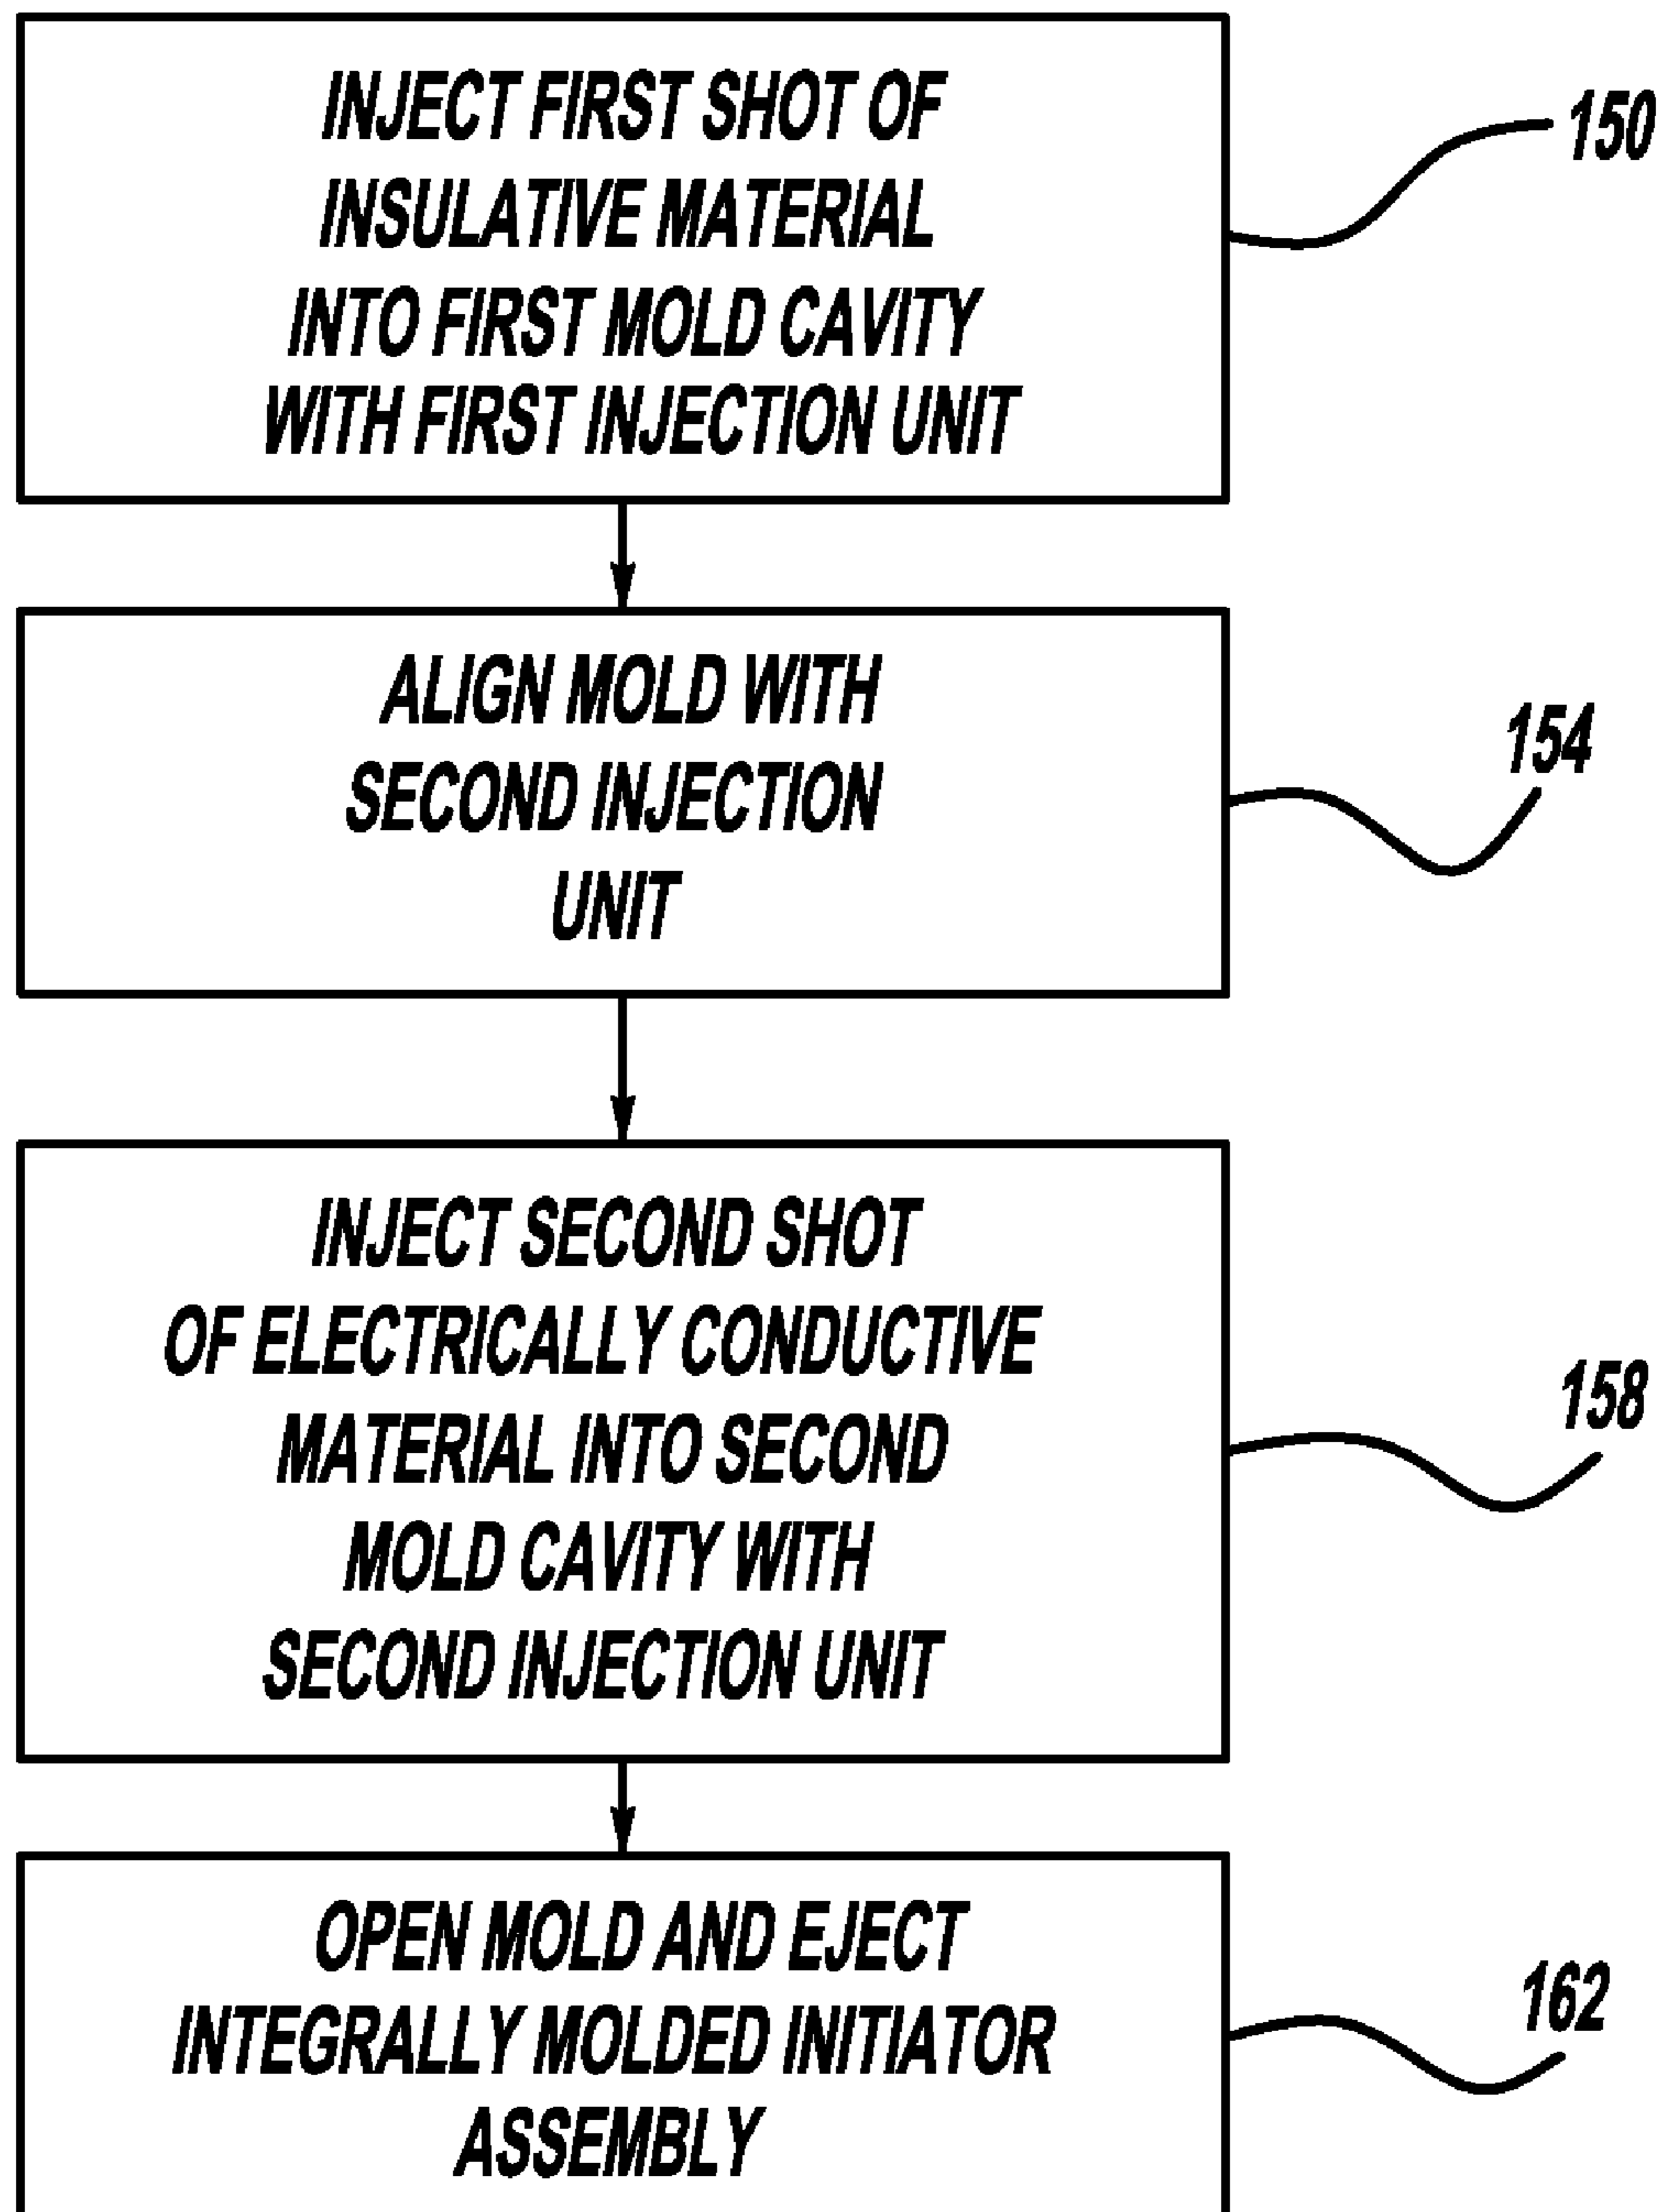 INJECT FIRST SHOT OF
INSULATIVE MATERIAL
INTO FIRST MOLD CAVITY
WITH FIRST INJECTION UNIT
150
ALIGN MOLD WITH
SECOND INJECTION
UNIT
154
INJECT SECOND SHOT
OF ELECTRICALLY CONDUCTIVE
MATERIAL INTO SECOND
MOLD CAVITY WITH
SECOND INJECTION UNIT
158
OPEN MOLD AND EJECT
INTEGRALLY MOLDED INITIATOR
ASSEMBLY
162